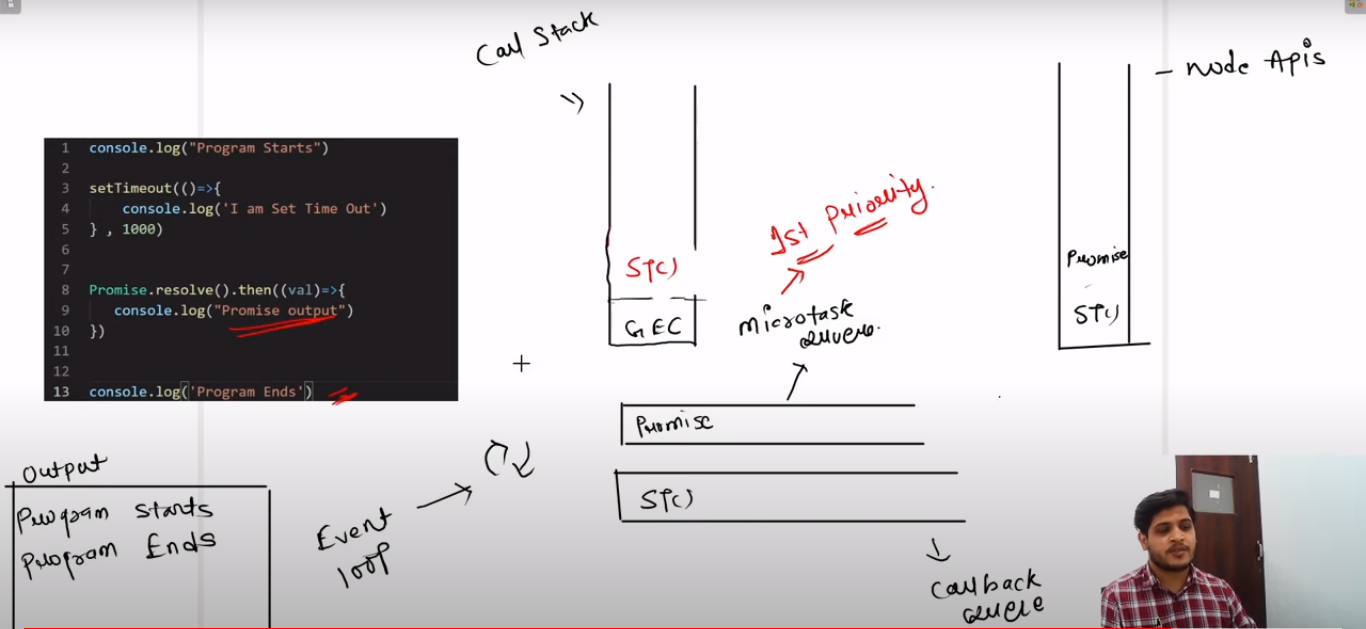 Call Stack
- node Apis
1 console.log("Program Starts")
2
3 setTimeout(()=>{
4 console.log('I am Set Time Out')
5 } , 1000)
6
7
8 Promise.resolve().then((val)=>{
9 console.log("Promise output")
10 })
11
12
13 console.log('Program Ends')
1st Priority.
ST()
GEC
microtask
Queue.
Promise
ST()
+
Promise
ST()
Output
Program Starts
Program Ends
Event
loop
Callback
Queue